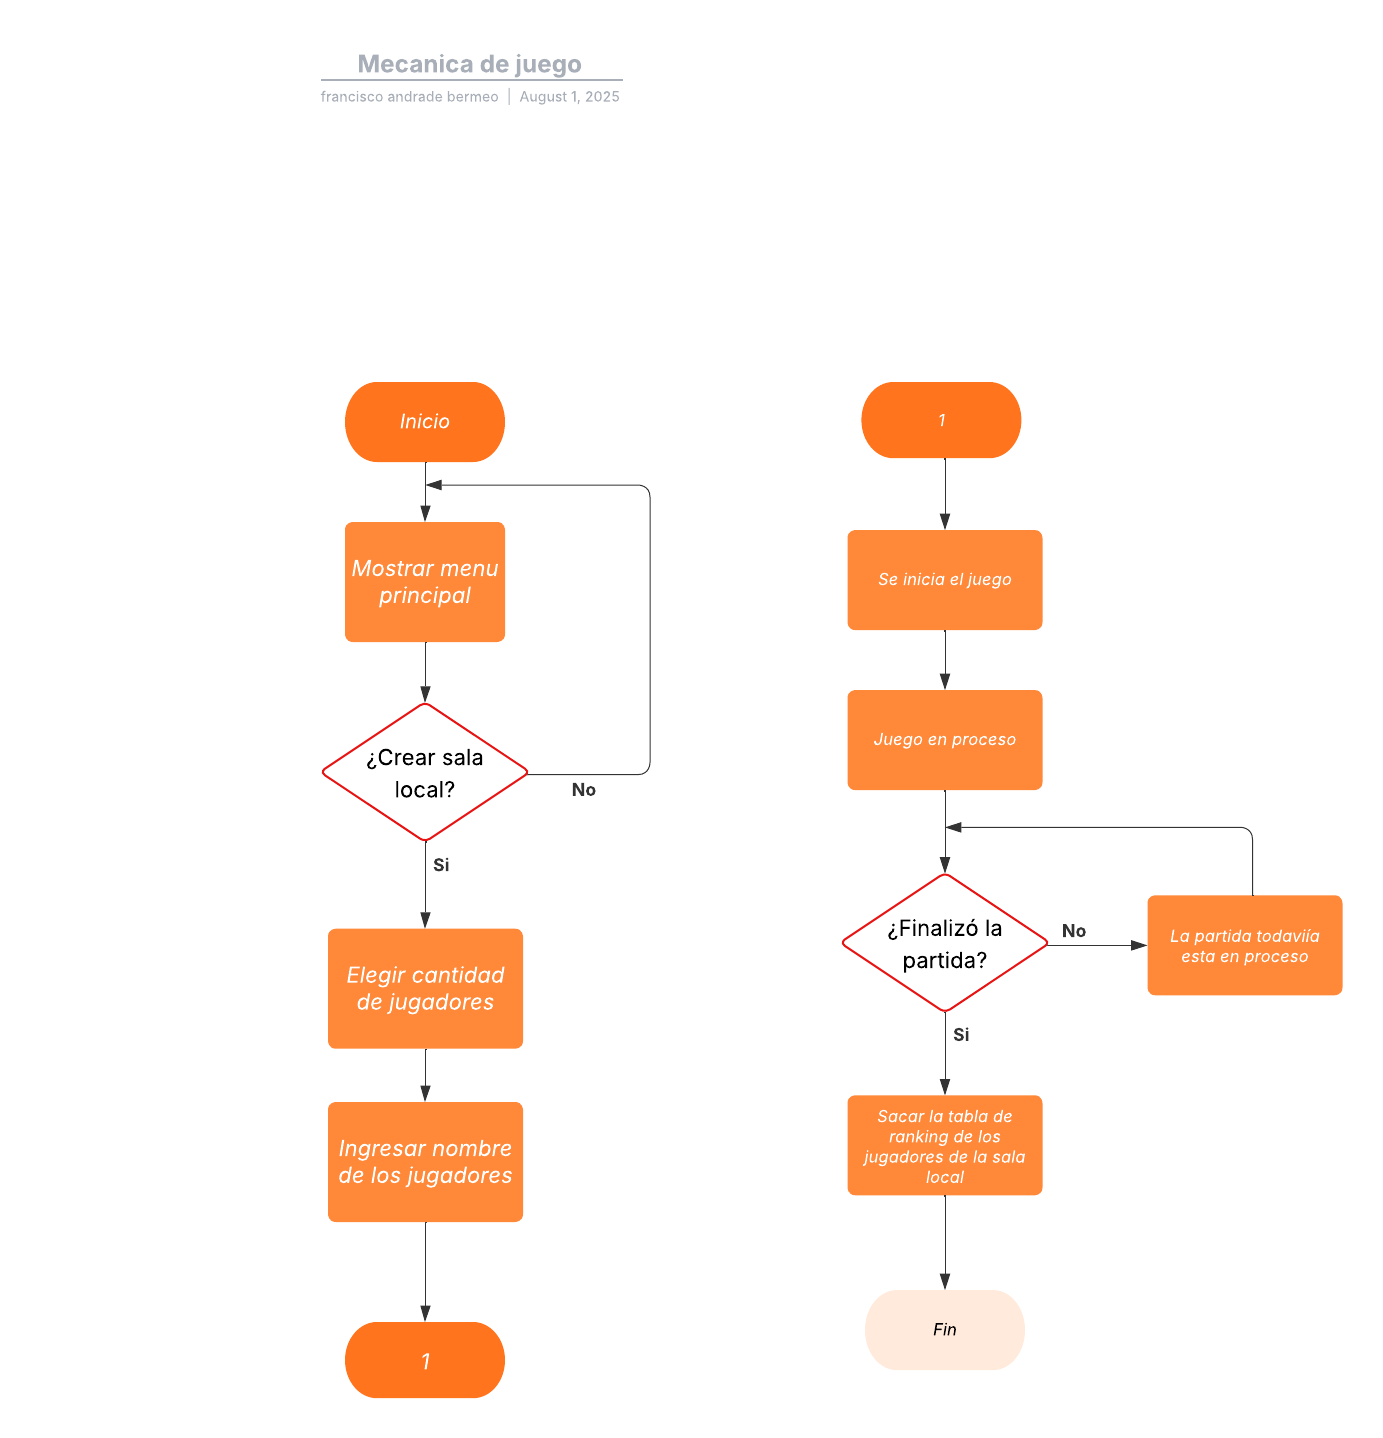 Mecanica de juego
francisco andrade bermeo | August 1, 2025
Inicio
Mostrar menu
principal
¿Crear sala
local?
No
Si
Elegir cantidad
de jugadores
Ingresar nombre
de los jugadores
1
1
Se inicia el juego
Juego en proceso
¿Finalizó la
partida?
No
La partida todaviía
esta en proceso
Si
Sacar la tabla de
ranking de los
jugadores de la sala
local
Fin